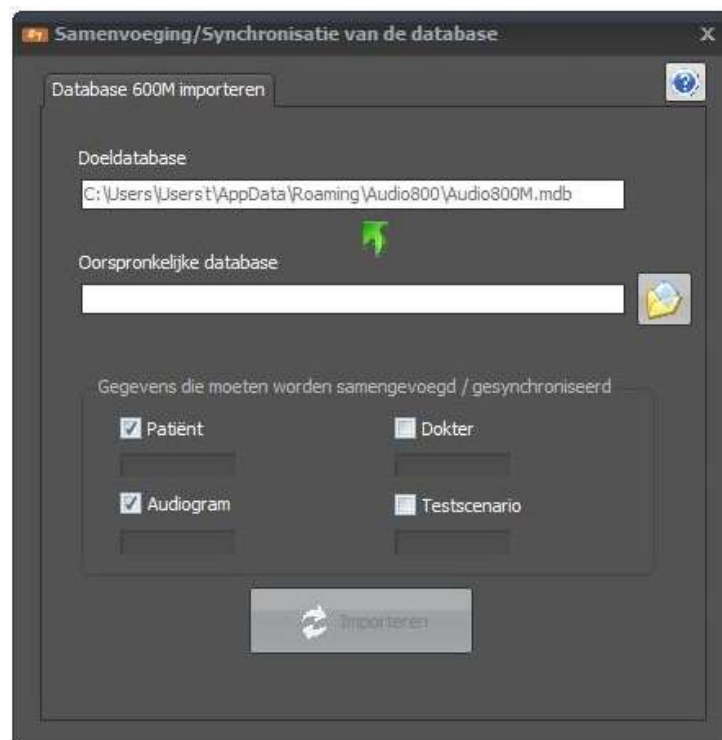 Samenvoeging/Synchronisatie van de database X
Database 600M importeren
Doeldatabase
C:\Users\Users't\AppData\Roaming\Audio800\Audio800M.mdb
Oorspronkelijke database
Gegevens die moeten worden samengevoegd / gesynchroniseerd
Patiënt Dokter
Audiogram Testscenario
Importeren